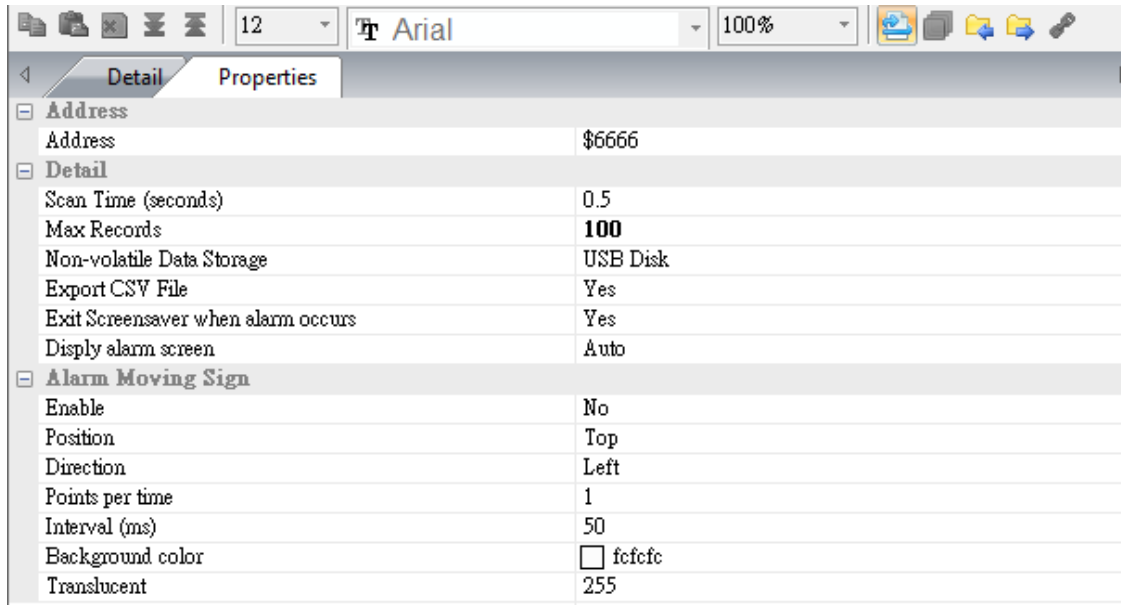 12 Arial 100%
Detail Properties
Address
Address $6666
Detail
Scan Time (seconds) 0.5
Max Records 100
Non-volatile Data Storage USB Disk
Export CSV File Yes
Exit Screensaver when alarm occurs Yes
Disply alarm screen Auto
Alarm Moving Sign
Enable No
Position Top
Direction Left
Points per time 1
Interval (ms) 50
Background color fcfcfc
Translucent 255